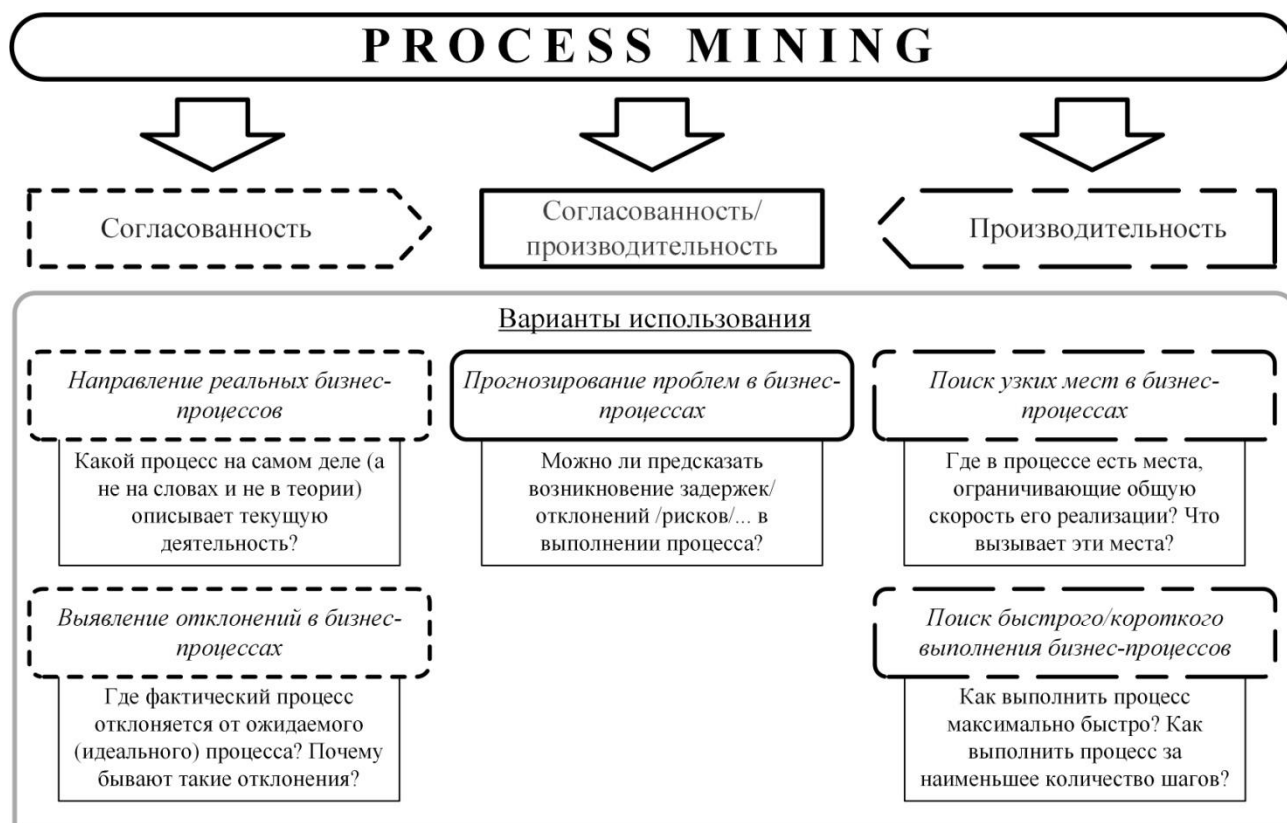 PROCESS MINING
Согласованность
Согласованность/
производительность
Производительность
Варианты использования
Направление реальных бизнес-
процессов
Какой процесс на самом деле (а
не на словах и не в теории)
описывает текущую
деятельность?
Прогнозирование проблем в бизнес-
процессах
Можно ли предсказать
возникновение задержек/
отклонений /рисков/... в
выполнении процесса?
Поиск узких мест в бизнес-
процессах
Где в процессе есть места,
ограничивающие общую
скорость его реализации? Что
вызывает эти места?
Выявление отклонений в бизнес-
процессах
Где фактический процесс
отклоняется от ожидаемого
(идеального) процесса? Почему
бывают такие отклонения?
Поиск быстрого/короткого
выполнения бизнес-процессов
Как выполнить процесс
максимально быстро? Как
выполнить процесс за
наименьшее количество шагов?